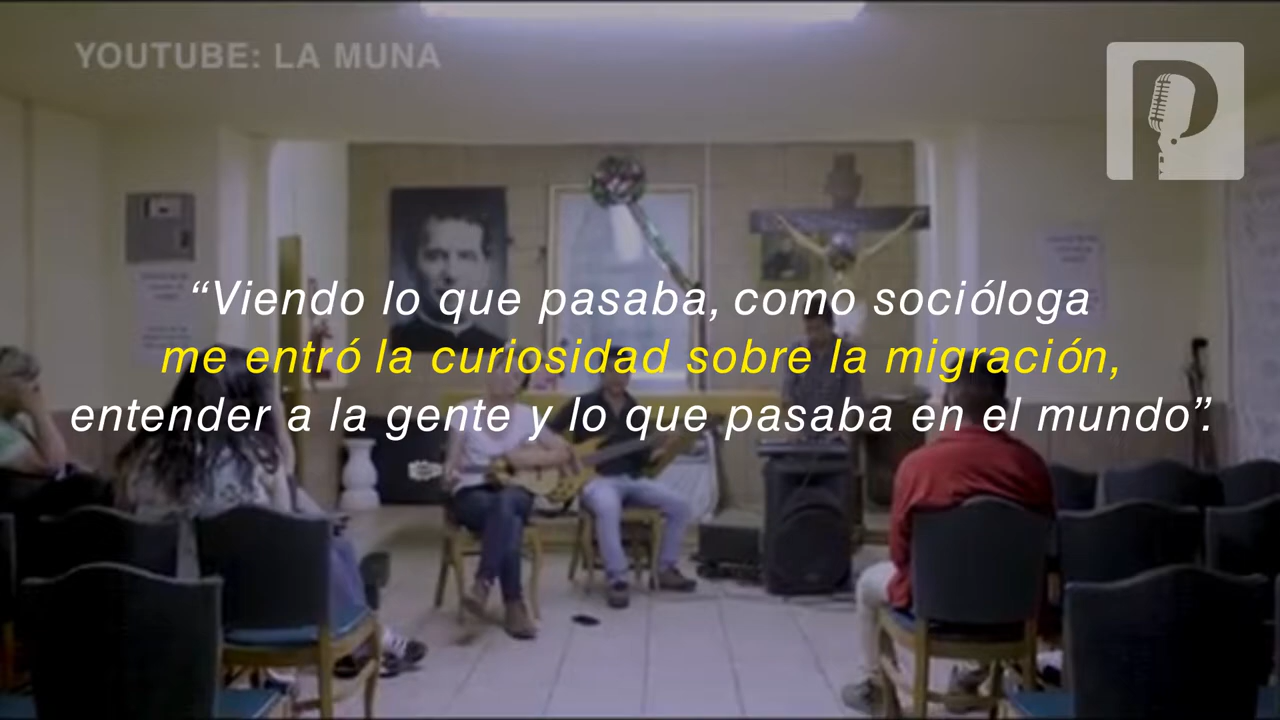 YOUTUBE: LA MUNA
“Viendo lo que pasaba, como socióloga
me entró la curiosidad sobre la migración,
entender a la gente y lo que pasaba en el mundo”.